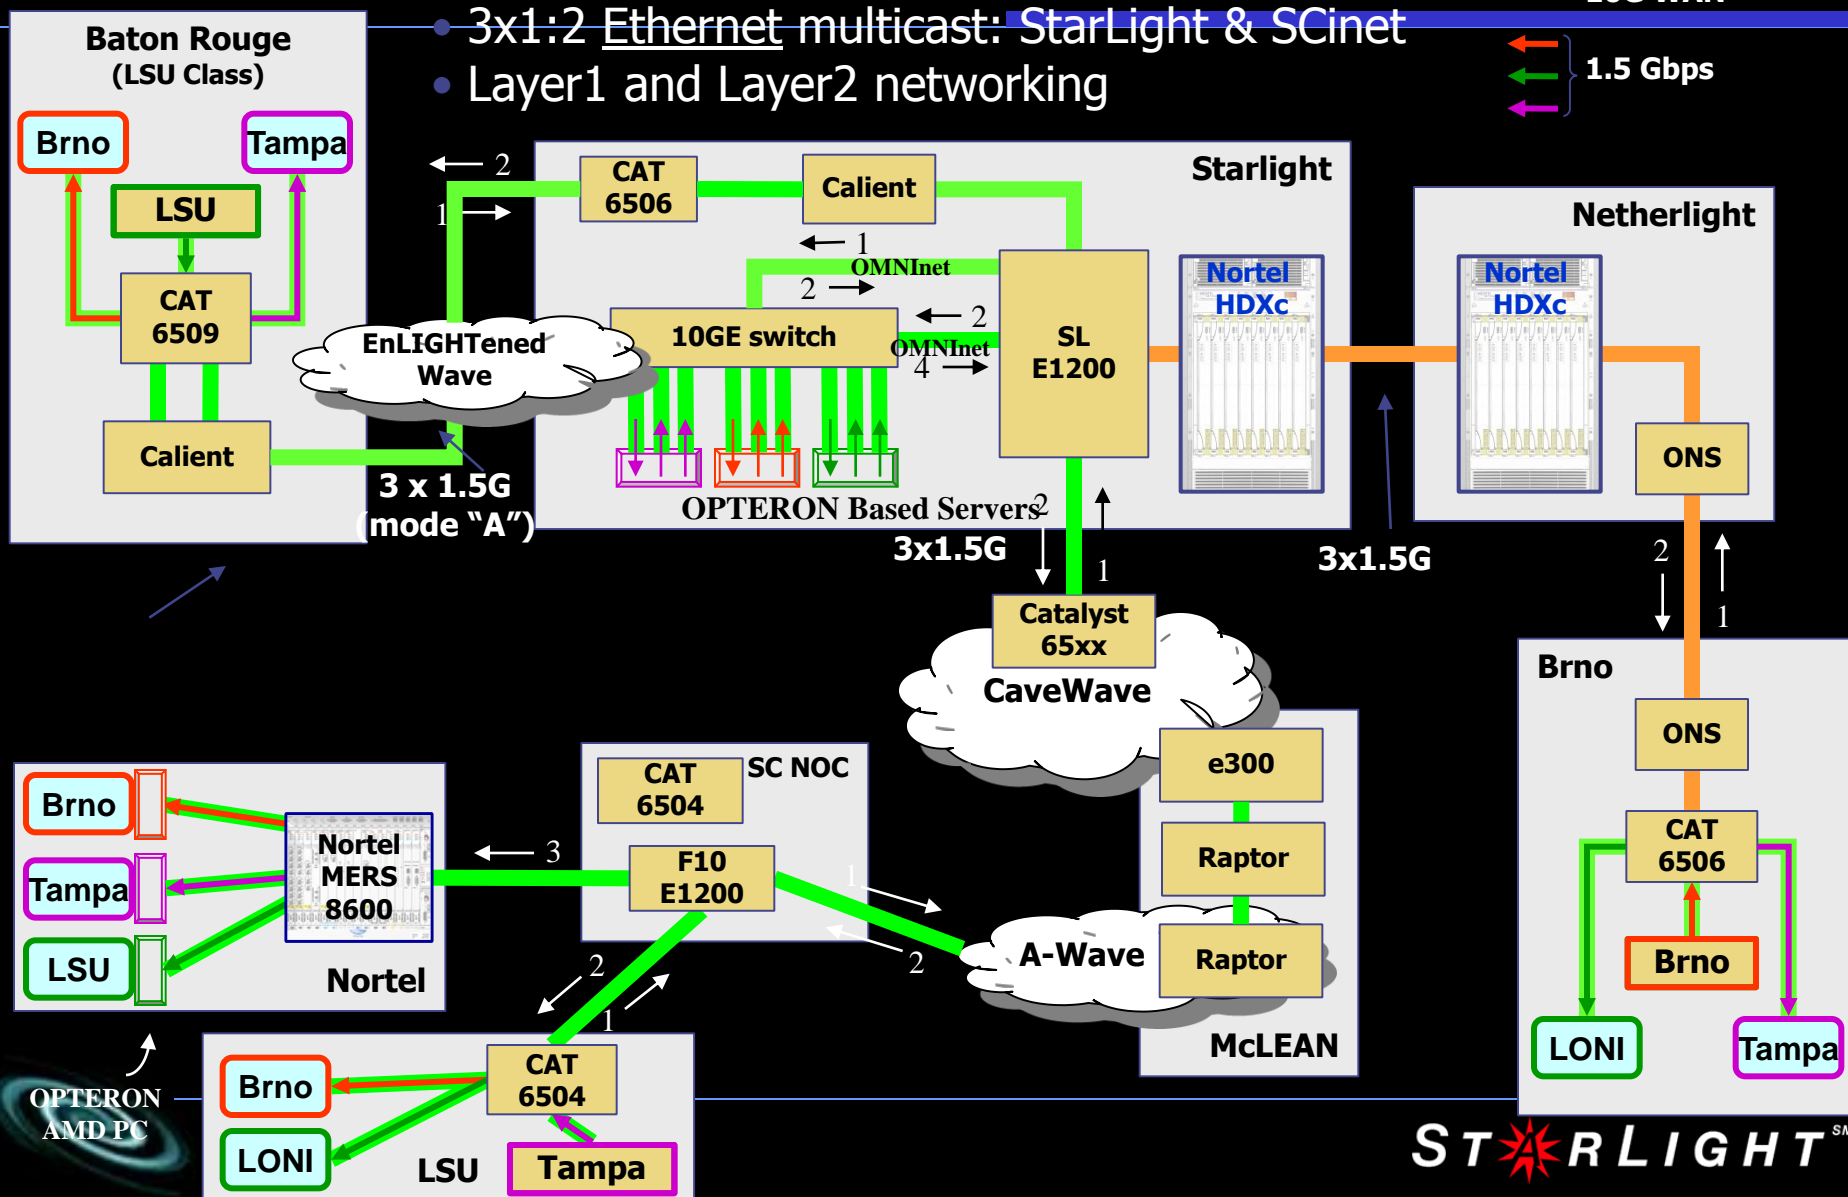 3x1:2 Ethernet multicast: StarLight & SCinet
Layer1 and Layer2 networking
1.5 Gbps
Baton Rouge
(LSU Class)
Brno
Tampa
LSU
CAT
6509
Calient
2
1
EnLIGHTened
Wave
3 x 1.5G
(mode “A”)
Starlight
CAT
6506
Calient
1
OMNInet
2
10GE switch
2
OMNInet
4
SL
E1200
Nortel
HDXc
OPTERON Based Servers
2
3x1.5G
1
3x1.5G
Netherlight
Nortel
HDXc
ONS
2
1
Catalyst
65xx
CaveWave
e300
Raptor
A-Wave
Raptor
McLEAN
Brno
ONS
CAT
6506
Brno
LONI
Tampa
SC NOC
CAT
6504
F10
E1200
3
1
2
2
1
Brno
Tampa
LSU
Nortel
MERS
8600
Nortel
OPTERON
AMD PC
Brno
LONI
CAT
6504
LSU
Tampa
STARLIGHT SM